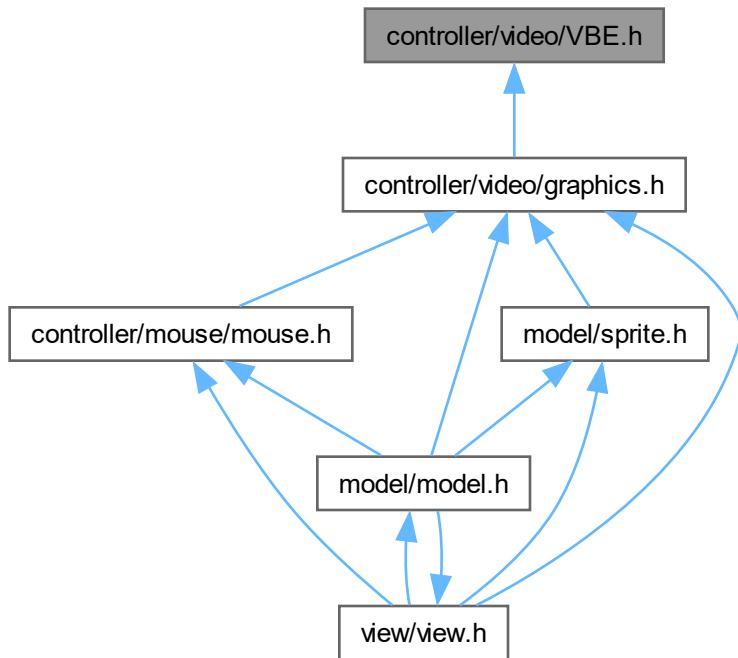 controller/video/VBE.h
controller/video/graphics.h
controller/mouse/mouse.h
model/sprite.h
model/model.h
view/view.h